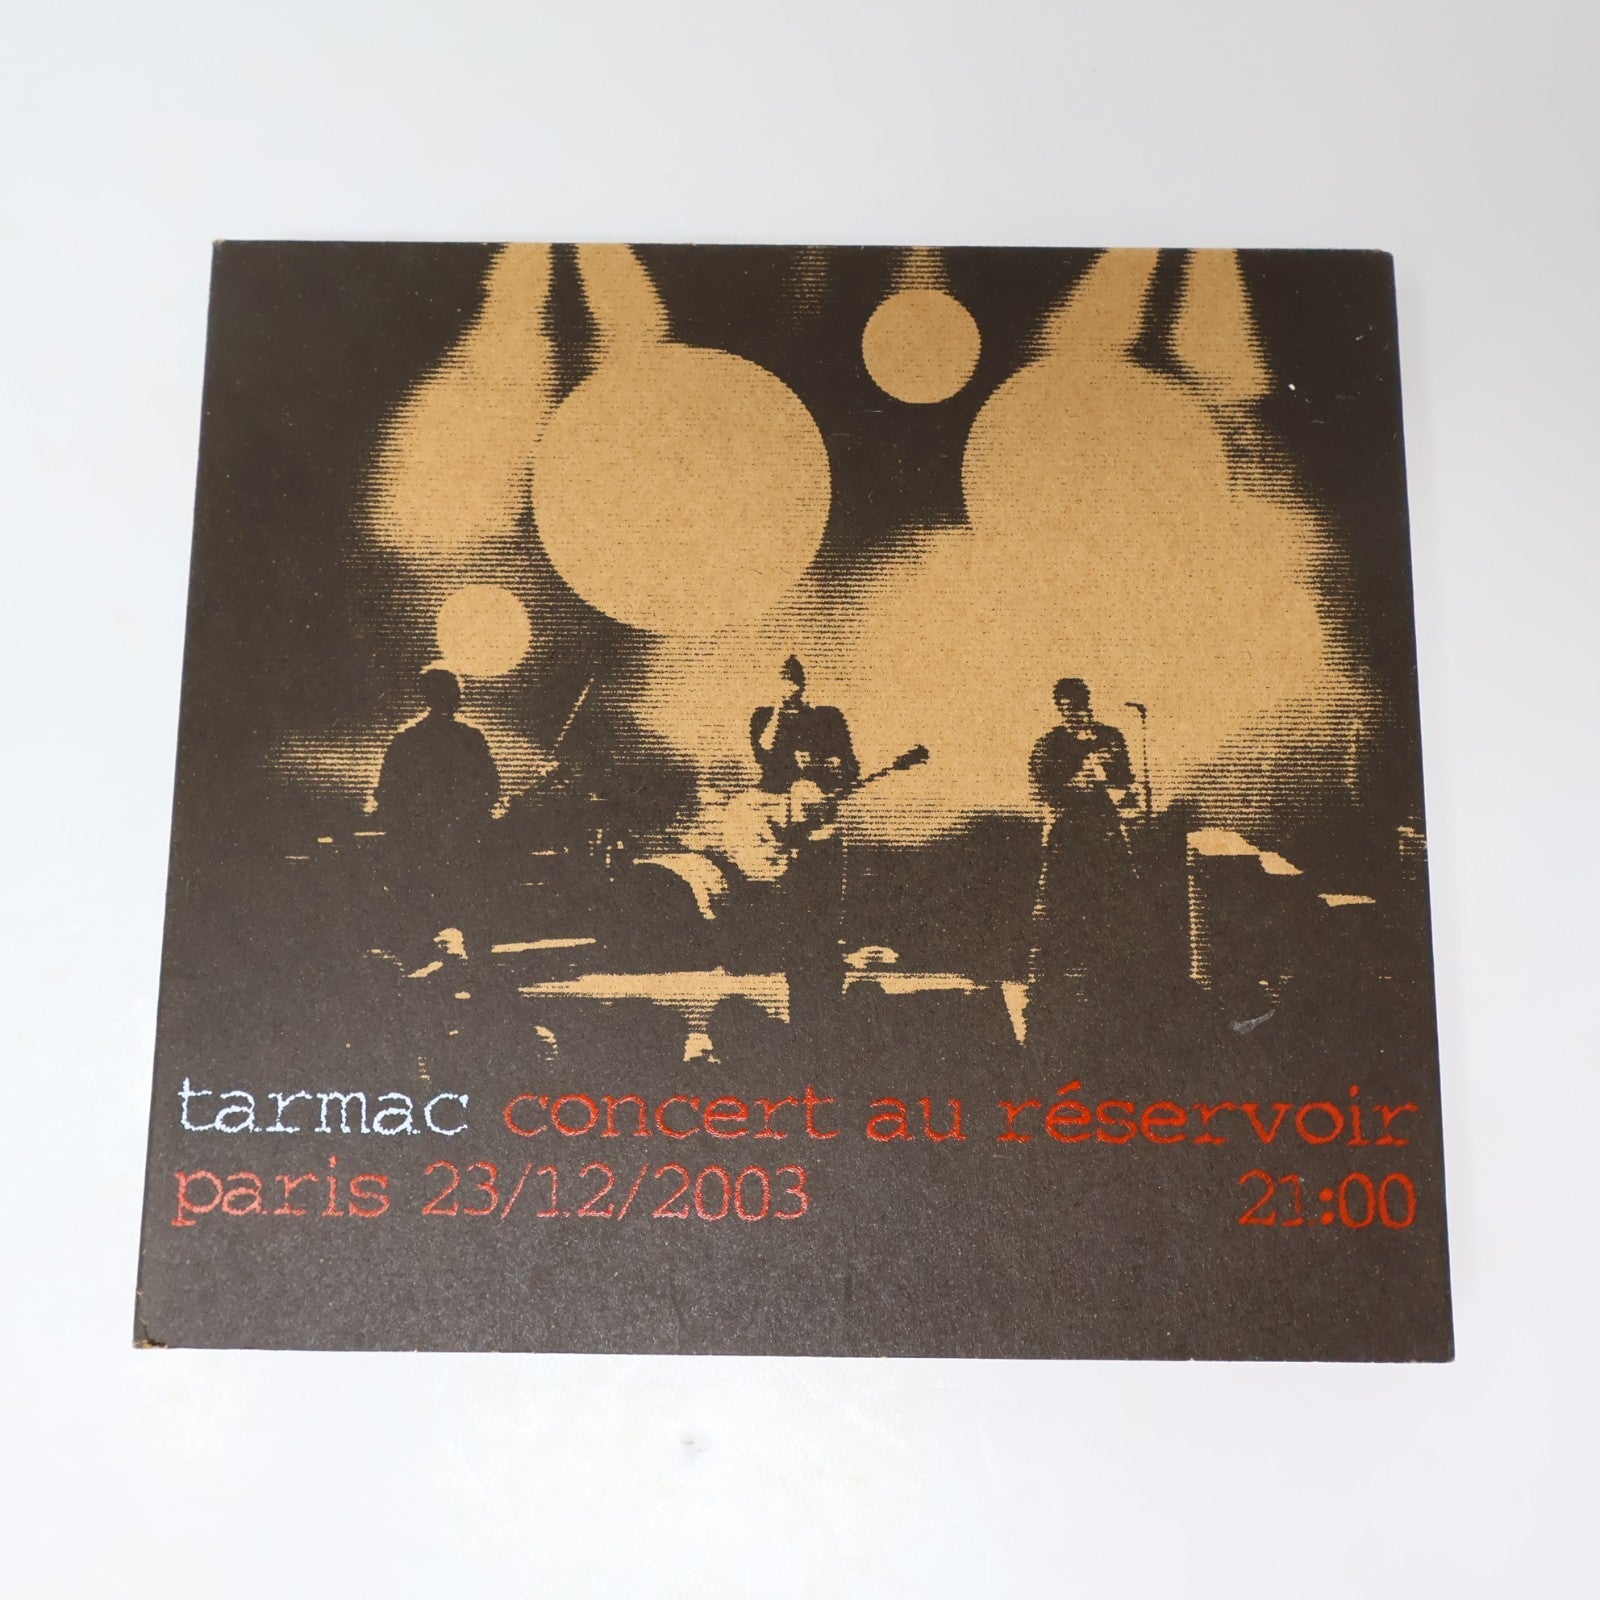 tarmac concert au réservoir
paris 23/12/2003 21:00